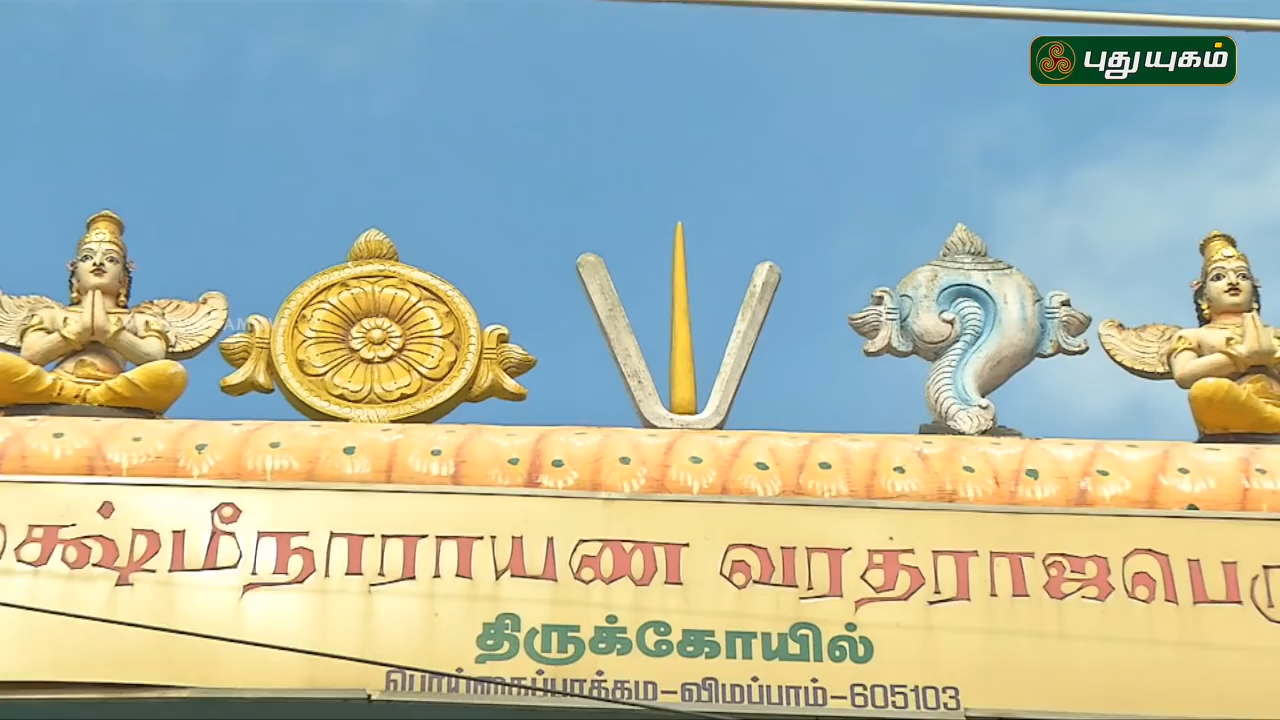 புதுயுகம்
க்ஷ்மீநாராயண வரதராஜபெ
திருக்கோயில்
பொய்கைப்பாக்கம-விமப்பாம்-605103